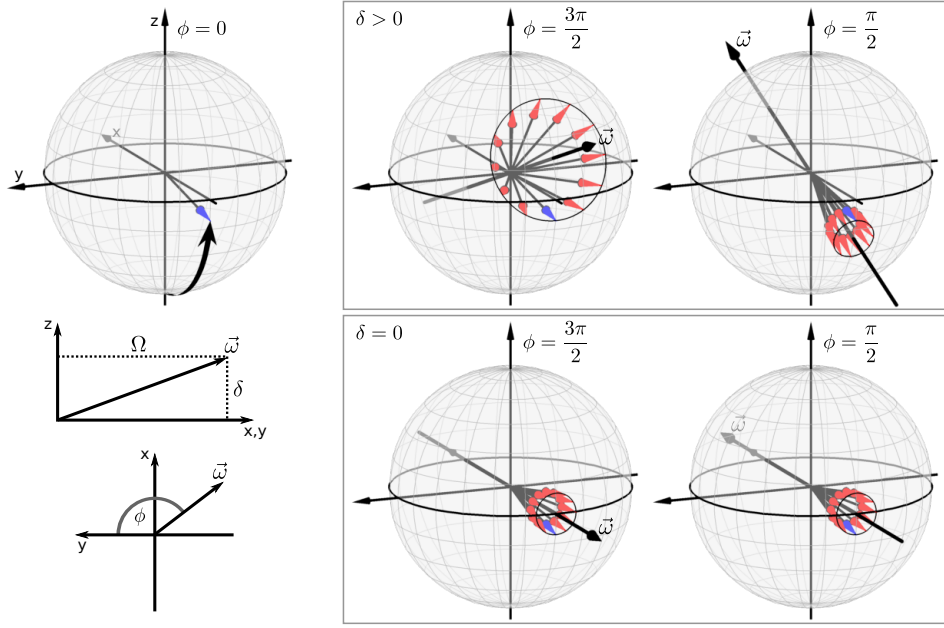 z
ϕ = 0
x
y
δ > 0
ϕ = 3π/2
ω⃗
ϕ = π/2
ω⃗
z
Ω
ω⃗
δ
x,y
x
ω⃗
ϕ
y
δ = 0
ϕ = 3π/2
ω⃗
ϕ = π/2
ω⃗